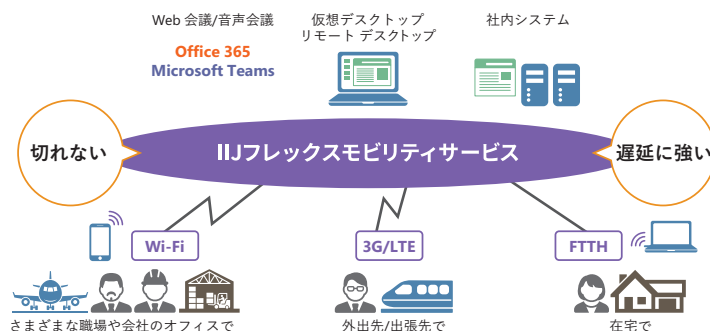 Web 会議/音声会議
Office 365
Microsoft Teams
仮想デスクトップ
リモート デスクトップ
社内システム
切れない
IIJフレックスモビリティサービス
遅延に強い
Wi-Fi
3G/LTE
FTTH
さまざまな職場や会社のオフィスで
外出先/出張先で
在宅で